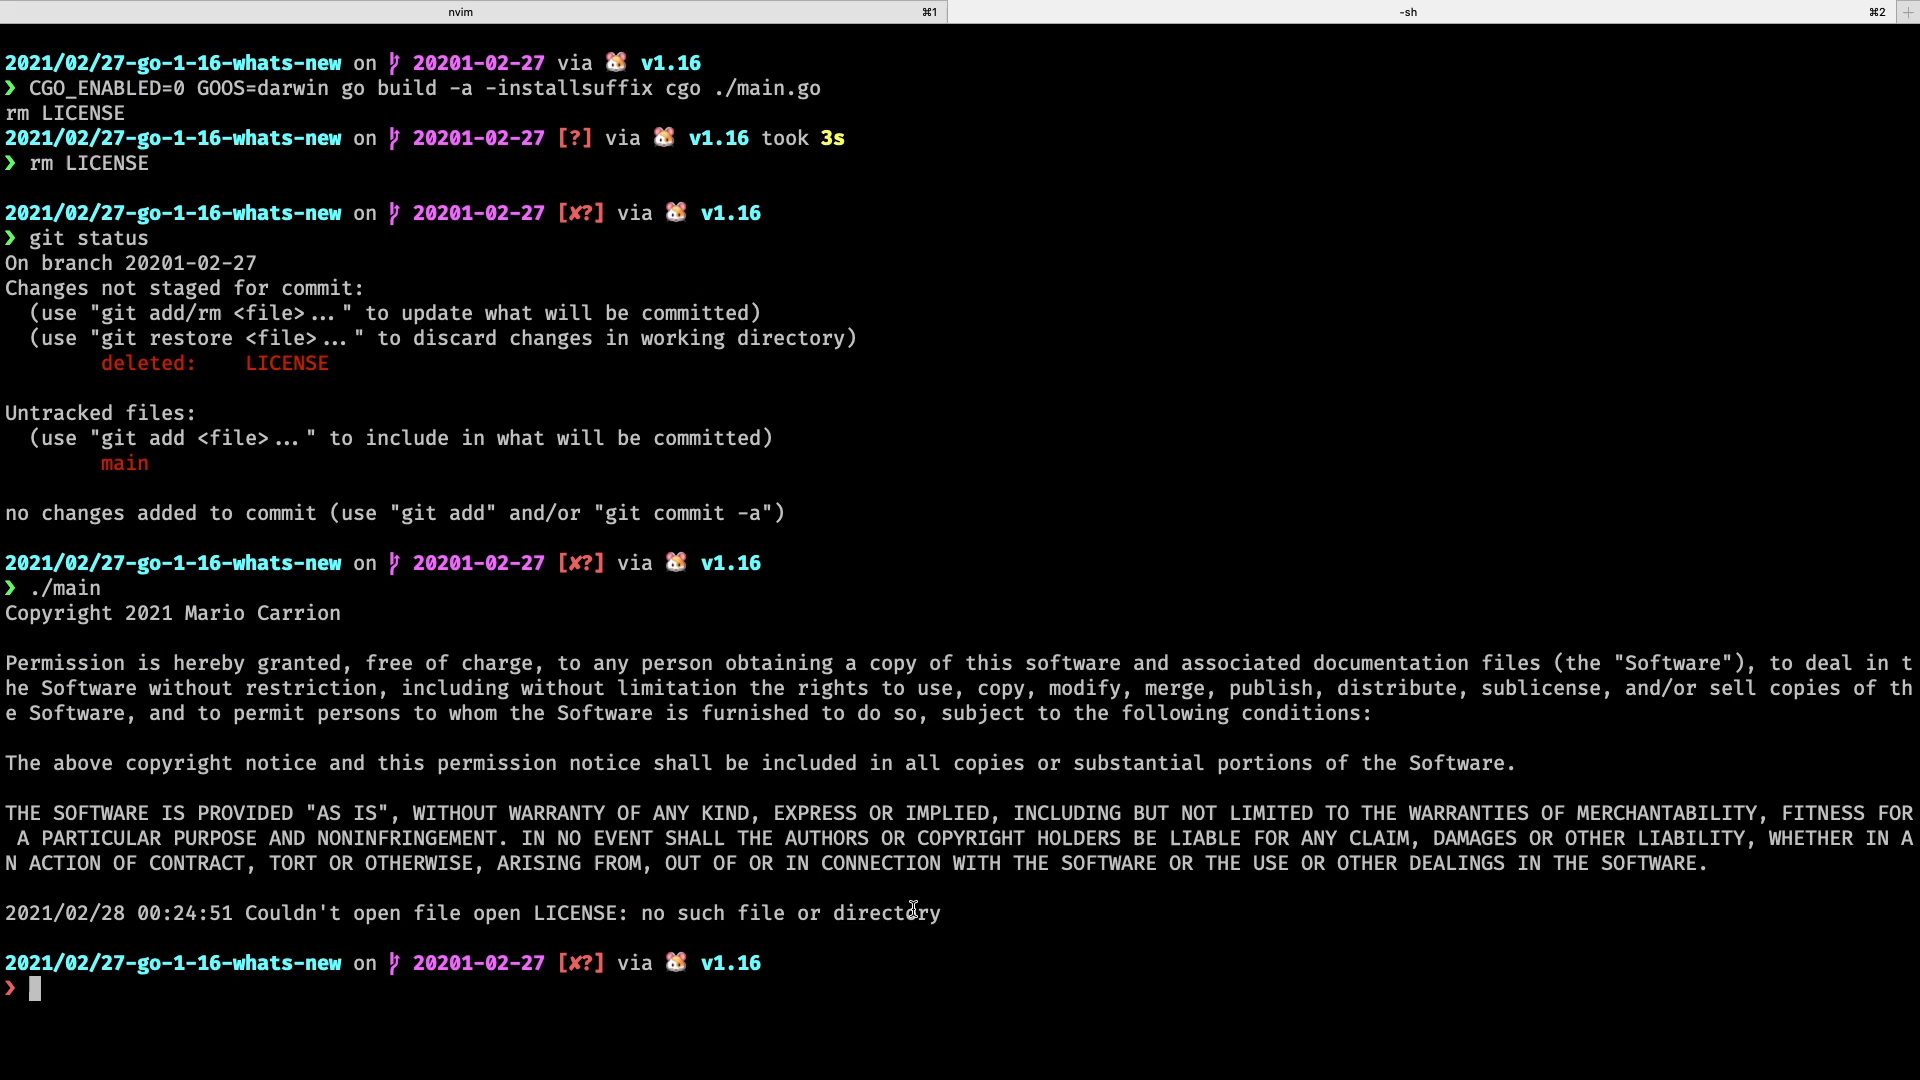 nvim ⌘1 -sh ⌘2 +
2021/02/27-go-1-16-whats-new on 20201-02-27 via 🐹 v1.16
❯ CGO_ENABLED=0 GOOS=darwin go build -a -installsuffix cgo ./main.go
rm LICENSE
2021/02/27-go-1-16-whats-new on 20201-02-27 [?] via 🐹 v1.16 took 3s
❯ rm LICENSE
2021/02/27-go-1-16-whats-new on 20201-02-27 [✘?] via 🐹 v1.16
❯ git status
On branch 20201-02-27
Changes not staged for commit:
  (use "git add/rm <file>..." to update what will be committed)
  (use "git restore <file>..." to discard changes in working directory)
        deleted:    LICENSE
Untracked files:
  (use "git add <file>..." to include in what will be committed)
        main
no changes added to commit (use "git add" and/or "git commit -a")
2021/02/27-go-1-16-whats-new on 20201-02-27 [✘?] via 🐹 v1.16
❯ ./main
Copyright 2021 Mario Carrion
Permission is hereby granted, free of charge, to any person obtaining a copy of this software and associated documentation files (the "Software"), to deal in t
he Software without restriction, including without limitation the rights to use, copy, modify, merge, publish, distribute, sublicense, and/or sell copies of th
e Software, and to permit persons to whom the Software is furnished to do so, subject to the following conditions:
The above copyright notice and this permission notice shall be included in all copies or substantial portions of the Software.
THE SOFTWARE IS PROVIDED "AS IS", WITHOUT WARRANTY OF ANY KIND, EXPRESS OR IMPLIED, INCLUDING BUT NOT LIMITED TO THE WARRANTIES OF MERCHANTABILITY, FITNESS FOR
 A PARTICULAR PURPOSE AND NONINFRINGEMENT. IN NO EVENT SHALL THE AUTHORS OR COPYRIGHT HOLDERS BE LIABLE FOR ANY CLAIM, DAMAGES OR OTHER LIABILITY, WHETHER IN A
N ACTION OF CONTRACT, TORT OR OTHERWISE, ARISING FROM, OUT OF OR IN CONNECTION WITH THE SOFTWARE OR THE USE OR OTHER DEALINGS IN THE SOFTWARE.
2021/02/28 00:24:51 Couldn't open file open LICENSE: no such file or directory
2021/02/27-go-1-16-whats-new on 20201-02-27 [✘?] via 🐹 v1.16
❯